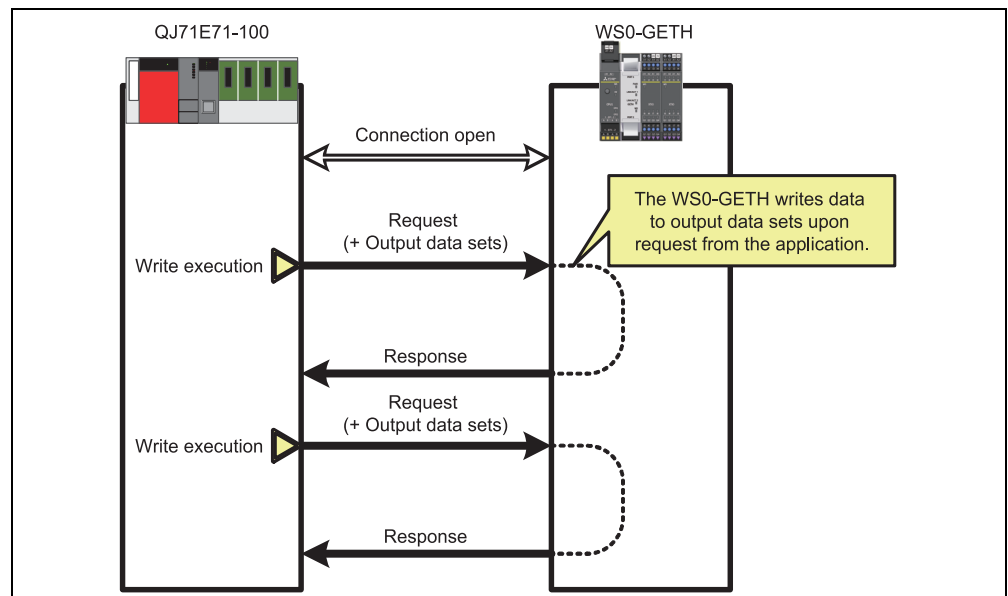 QJ71E71-100
WS0-GETH
Connection open
The WS0-GETH writes data
to output data sets upon
request from the application.
Request
(+ Output data sets)
Write execution
Response
Request
(+ Output data sets)
Write execution
Response